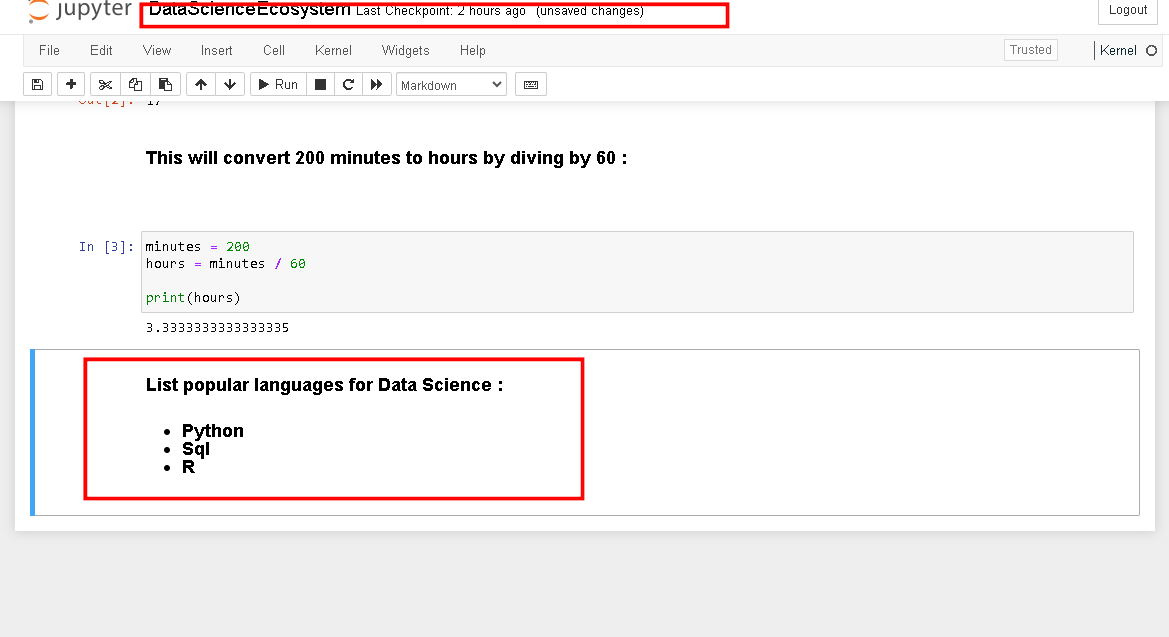 jupyter DataScienceEcosystem Last Checkpoint: 2 hours ago (unsaved changes) Logout
File Edit View Insert Cell Kernel Widgets Help Trusted Kernel
Run Markdown
Out[2]: 17
This will convert 200 minutes to hours by diving by 60 :
In [3]: minutes = 200
hours = minutes / 60
print(hours)
3.3333333333333335
List popular languages for Data Science :
• Python
• Sql
• R